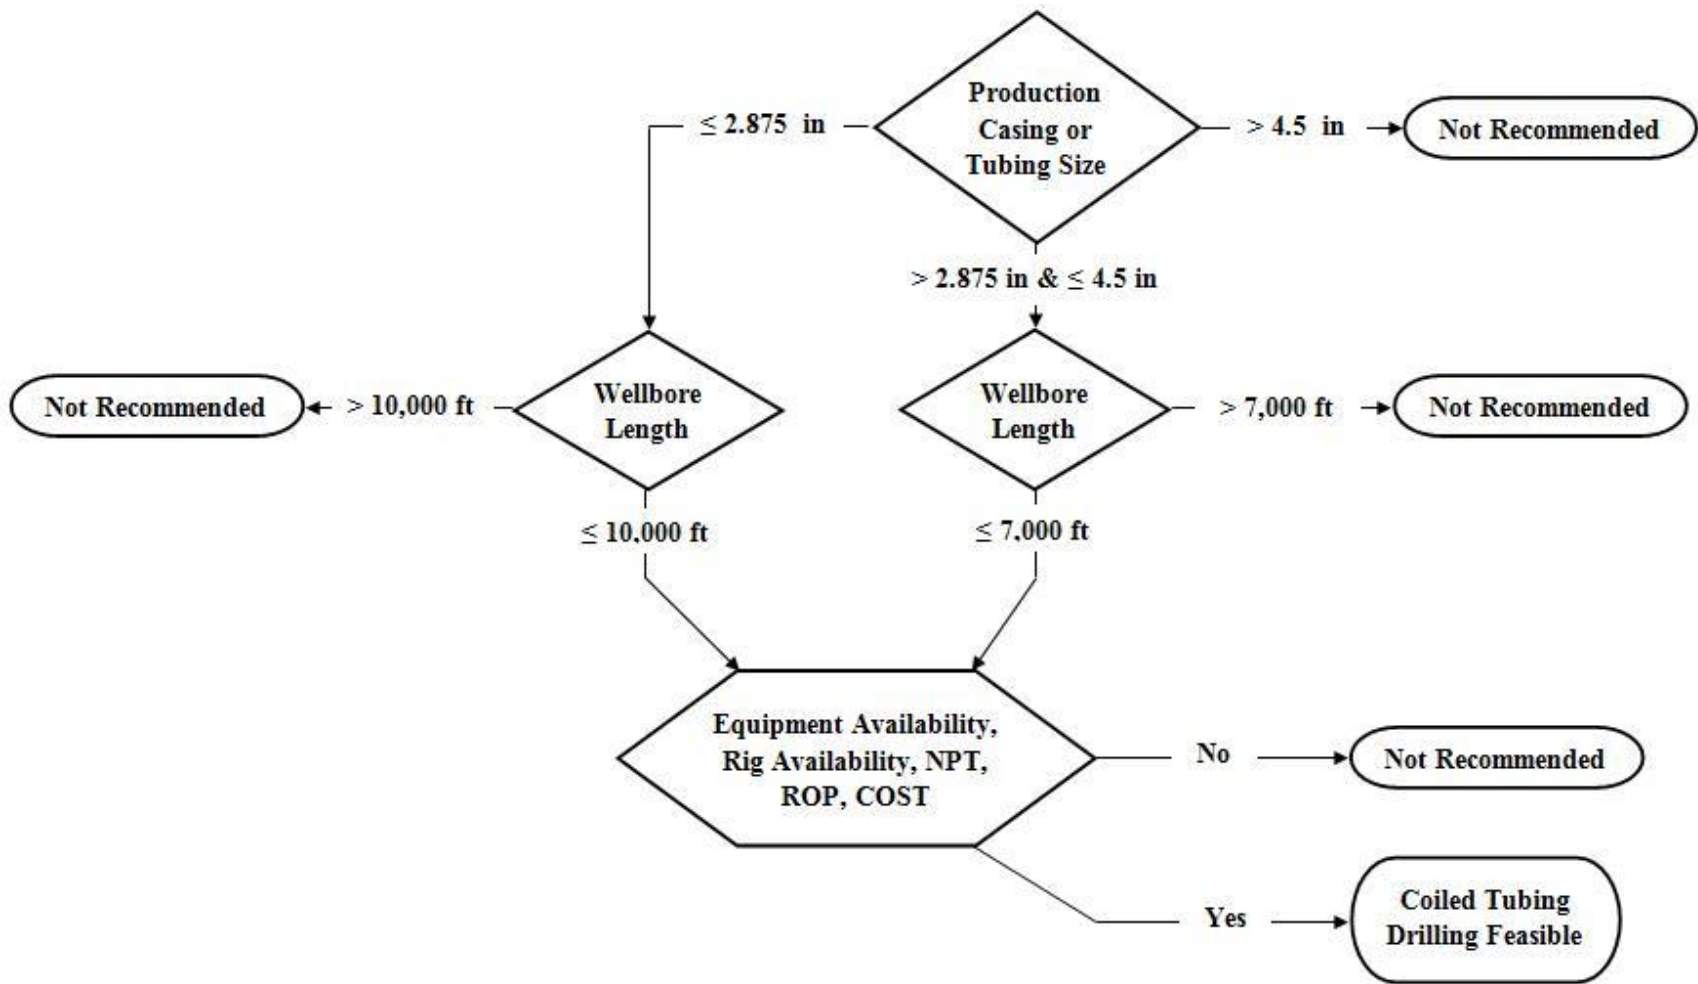 Production
Casing or
Tubing Size
≤ 2.875 in
> 4.5 in
Not Recommended
> 2.875 in & ≤ 4.5 in
Not Recommended
> 10,000 ft
Wellbore
Length
Wellbore
Length
> 7,000 ft
Not Recommended
≤ 10,000 ft
≤ 7,000 ft
Equipment Availability,
Rig Availability, NPT,
ROP, COST
No
Not Recommended
Yes
Coiled Tubing
Drilling Feasible